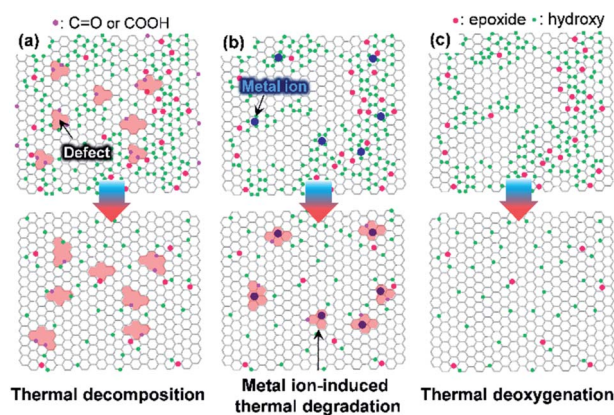 : C=O or COOH
: epoxide : hydroxy
(a)
(b)
(c)
Metal ion
Defect
Thermal decomposition
Metal ion-induced
thermal degradation
Thermal deoxygenation